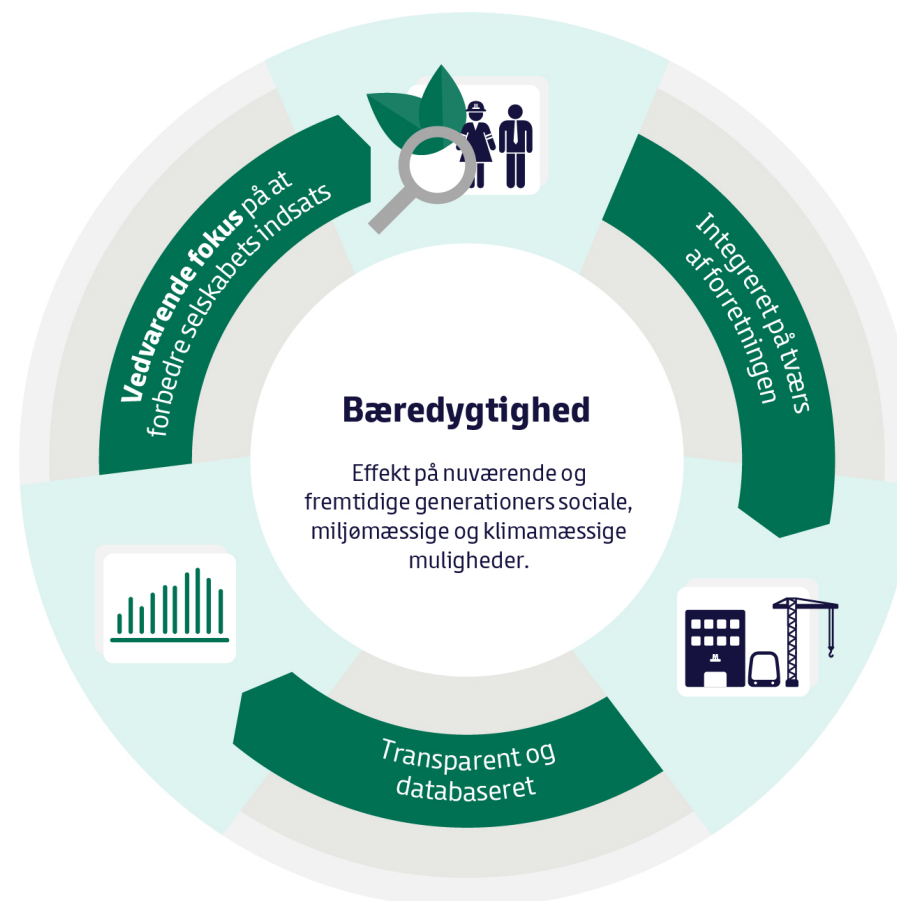 Vedvarende fokus på at
forbedre selskabets indsats
Integreret på tværs
af forretningen
Bæredygtighed
Effekt på nuværende og
fremtidige generationers sociale,
miljømæssige og klimamæssige
muligheder.
Transparent og
databaseret